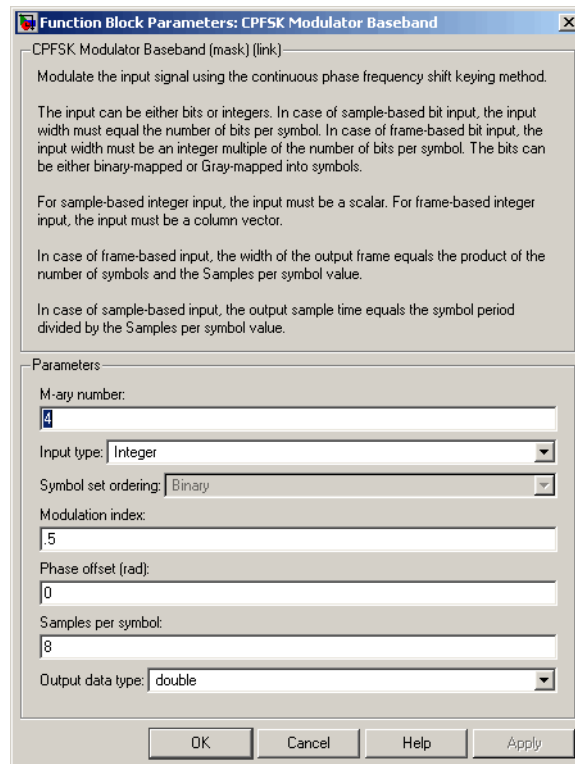 Function Block Parameters: CPFSK Modulator Baseband
CPFSK Modulator Baseband (mask) (link)
Modulate the input signal using the continuous phase frequency shift keying method.
The input can be either bits or integers. In case of sample-based bit input, the input
width must equal the number of bits per symbol. In case of frame-based bit input, the
input width must be an integer multiple of the number of bits per symbol. The bits can
be either binary-mapped or Gray-mapped into symbols.
For sample-based integer input, the input must be a scalar. For frame-based integer
input, the input must be a column vector.
In case of frame-based input, the width of the output frame equals the product of the
number of symbols and the Samples per symbol value.
In case of sample-based input, the output sample time equals the symbol period
divided by the Samples per symbol value.
Parameters
M-ary number:
4
Input type: Integer
Symbol set ordering: Binary
Modulation index:
.5
Phase offset (rad):
0
Samples per symbol:
8
Output data type: double
OK Cancel Help Apply